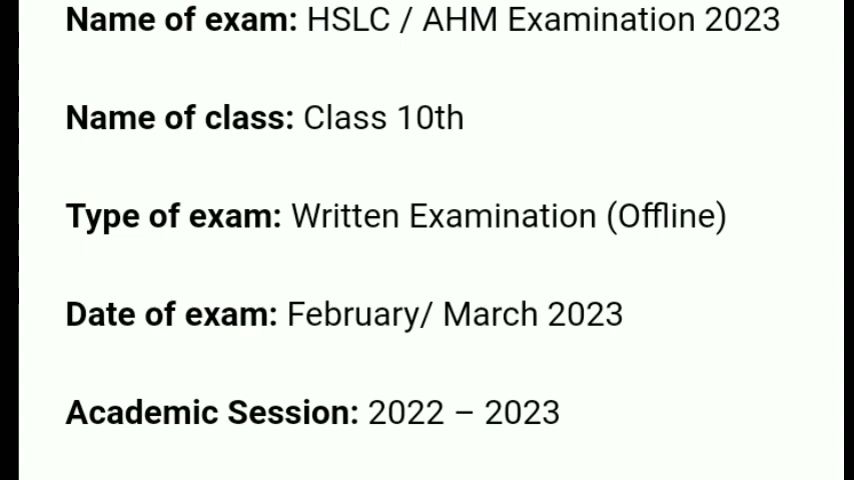 Name of exam: HSLC / AHM Examination 2023
Name of class: Class 10th
Type of exam: Written Examination (Offline)
Date of exam: February/ March 2023
Academic Session: 2022 – 2023